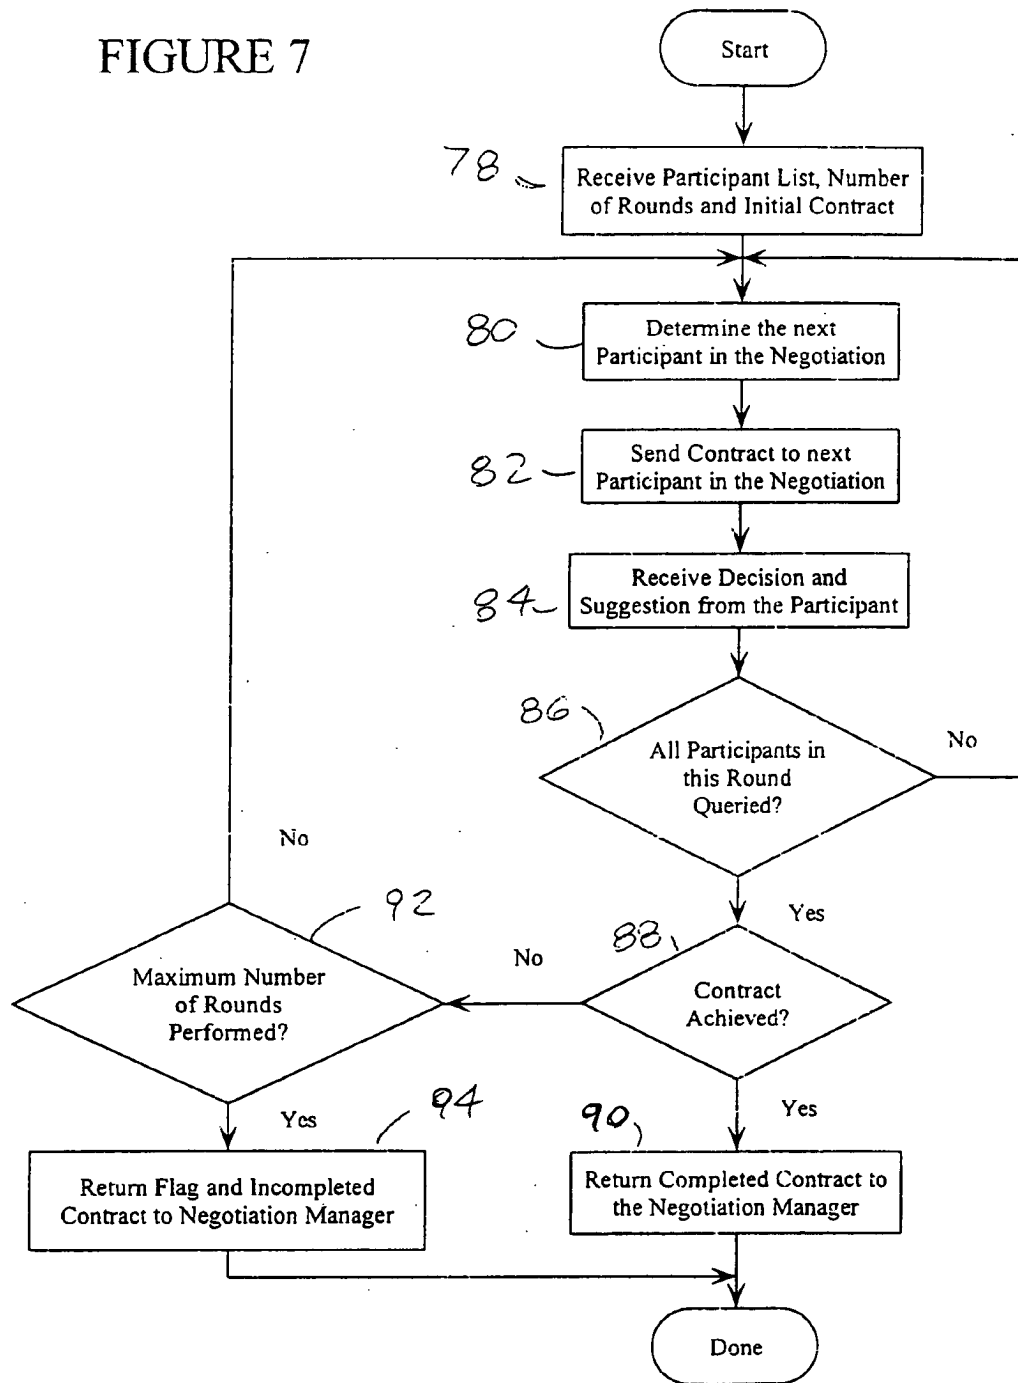 FIGURE 7
Start
78
Receive Participant List, Number
of Rounds and Initial Contract
80
Determine the next
Participant in the Negotiation
82
Send Contract to next
Participant in the Negotiation
84
Receive Decision and
Suggestion from the Participant
86
All Participants in
this Round
Queried?
No
No
Yes
92
88
No
Maximum Number
of Rounds
Performed?
Contract
Achieved?
Yes
94
Yes
90
Return Flag and Incompleted
Contract to Negotiation Manager
Return Completed Contract to
the Negotiation Manager
Done